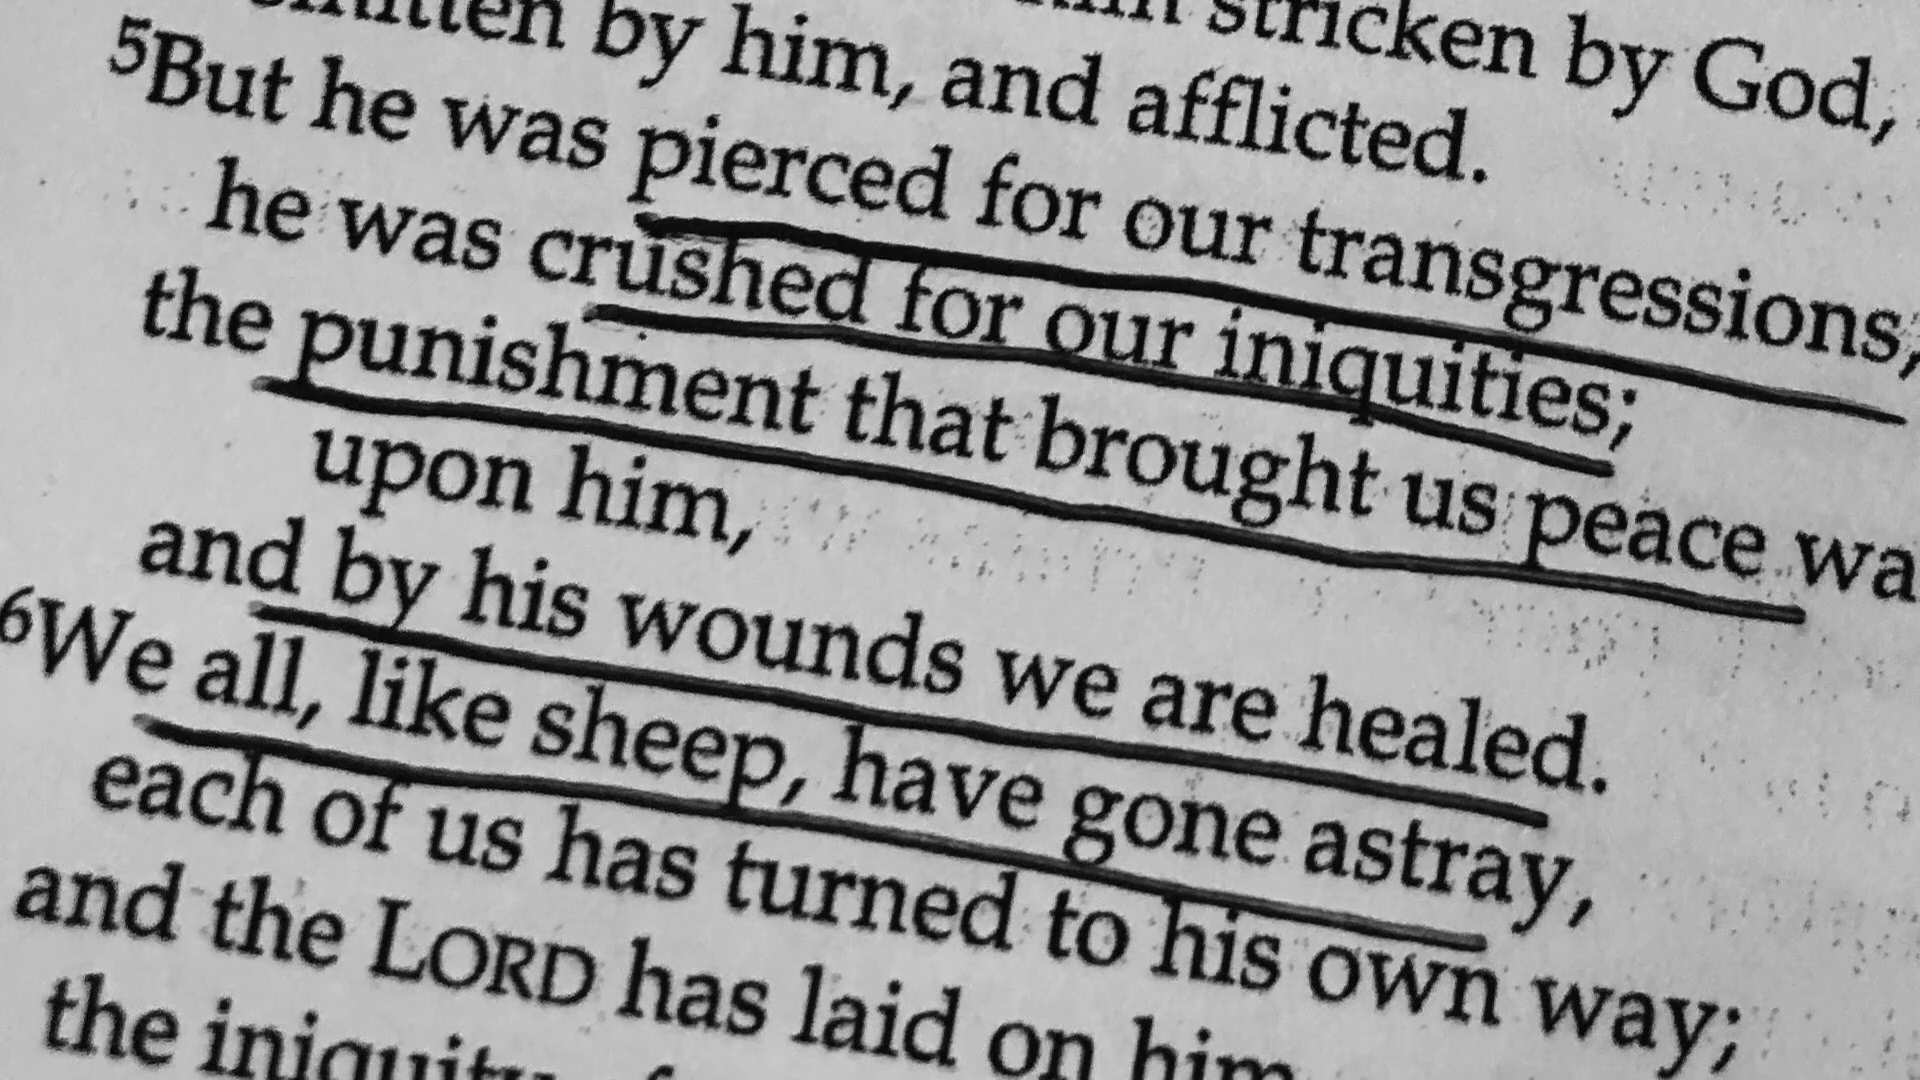 stricken by God,
smitten by him, and afflicted.
5But he was pierced for our transgressions,
he was crushed for our iniquities;
the punishment that brought us peace wa
upon him,
and by his wounds we are healed.
6We all, like sheep, have gone astray,
each of us has turned to his own way;
and the LORD has laid on him
the iniquity